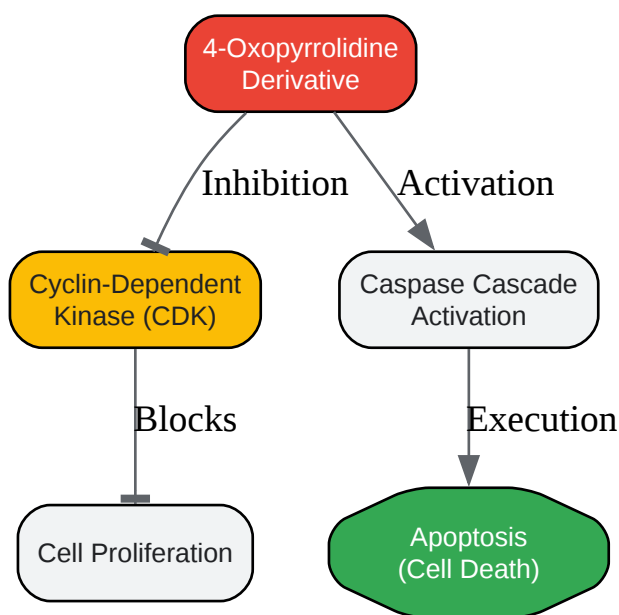 4-Oxopyrrolidine
Derivative
Inhibition
Activation
Cyclin-Dependent
Kinase (CDK)
Caspase Cascade
Activation
Blocks
Execution
Cell Proliferation
Apoptosis
(Cell Death)